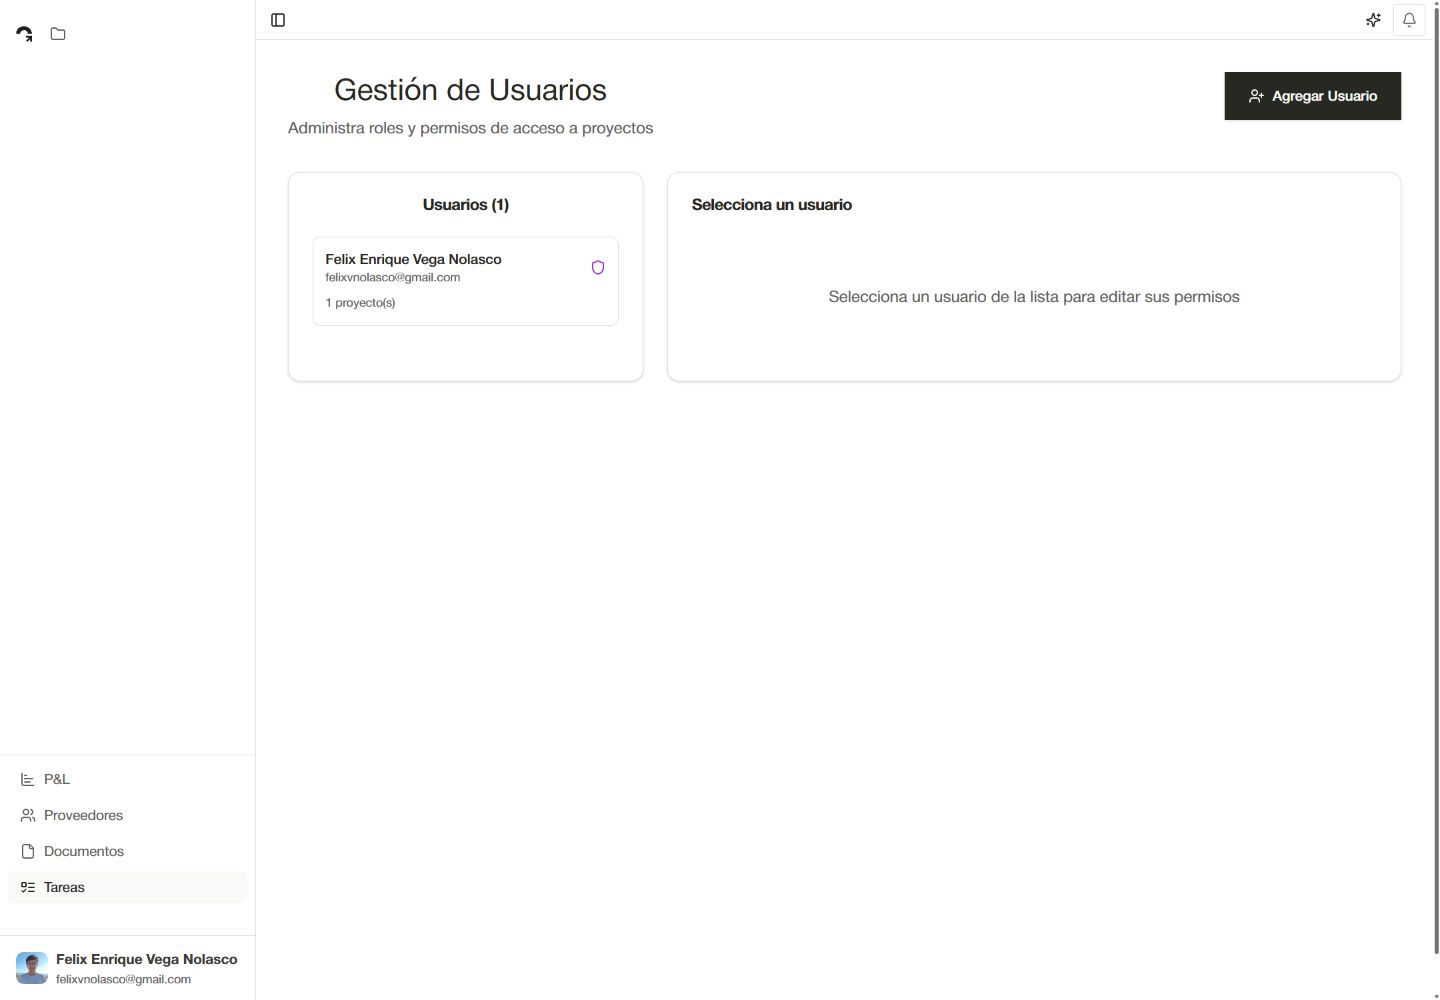 Gestión de Usuarios
Administra roles y permisos de acceso a proyectos
Agregar Usuario
Usuarios (1)
Felix Enrique Vega Nolasco
felixvnolasco@gmail.com
1 proyecto(s)
Selecciona un usuario
Selecciona un usuario de la lista para editar sus permisos
P&L
Proveedores
Documentos
Tareas
Felix Enrique Vega Nolasco
felixvnolasco@gmail.com